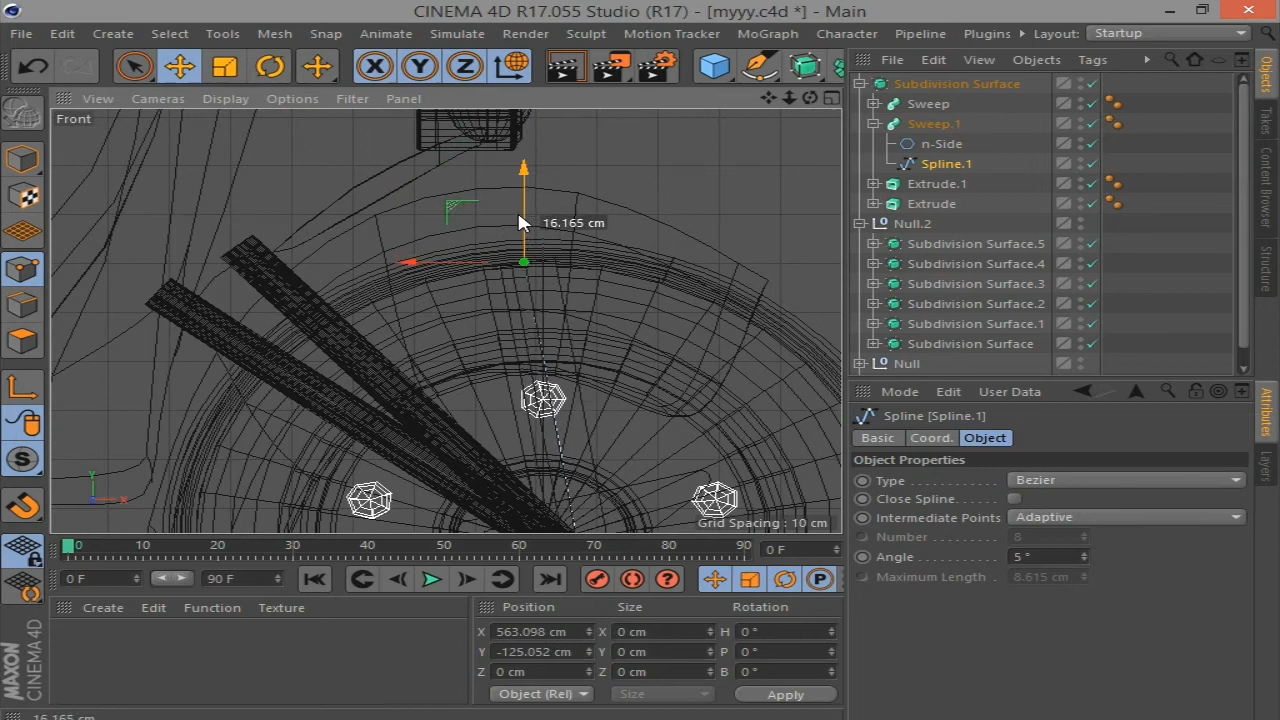 CINEMA 4D R17.055 Studio (R17) - [myyy.c4d *] - Main
File Edit Create Select Tools Mesh Snap Animate Simulate Render Sculpt Motion Tracker MoGraph Character Pipeline Plugins Layout: Startup
X Y Z
View Cameras Display Options Filter Panel
Front
16.165 cm
Y
X
Grid Spacing : 10 cm
File Edit View Objects Tags
Subdivision Surface
Sweep
Sweep.1
n-Side
Spline.1
Extrude.1
Extrude
Null.2
Subdivision Surface.5
Subdivision Surface.4
Subdivision Surface.3
Subdivision Surface.2
Subdivision Surface.1
Subdivision Surface
Null
Objects
Takes
Content Browser
Structure
Mode Edit User Data
Spline [Spline.1]
Basic Coord. Object
Object Properties
Type Bezier
Close Spline
Intermediate Points Adaptive
Number 8
Angle 5 °
Maximum Length 8.615 cm
Attributes
Layers
0 10 20 30 40 50 60 70 80 90 0 F
0 F 90 F
P
S
Create Edit Function Texture
Position Size Rotation
X 563.098 cm X 0 cm H 0 °
Y -125.052 cm Y 0 cm P 0 °
Z 0 cm Z 0 cm B 0 °
Object (Rel) Size Apply
MAXON
CINEMA 4D
16.165 cm